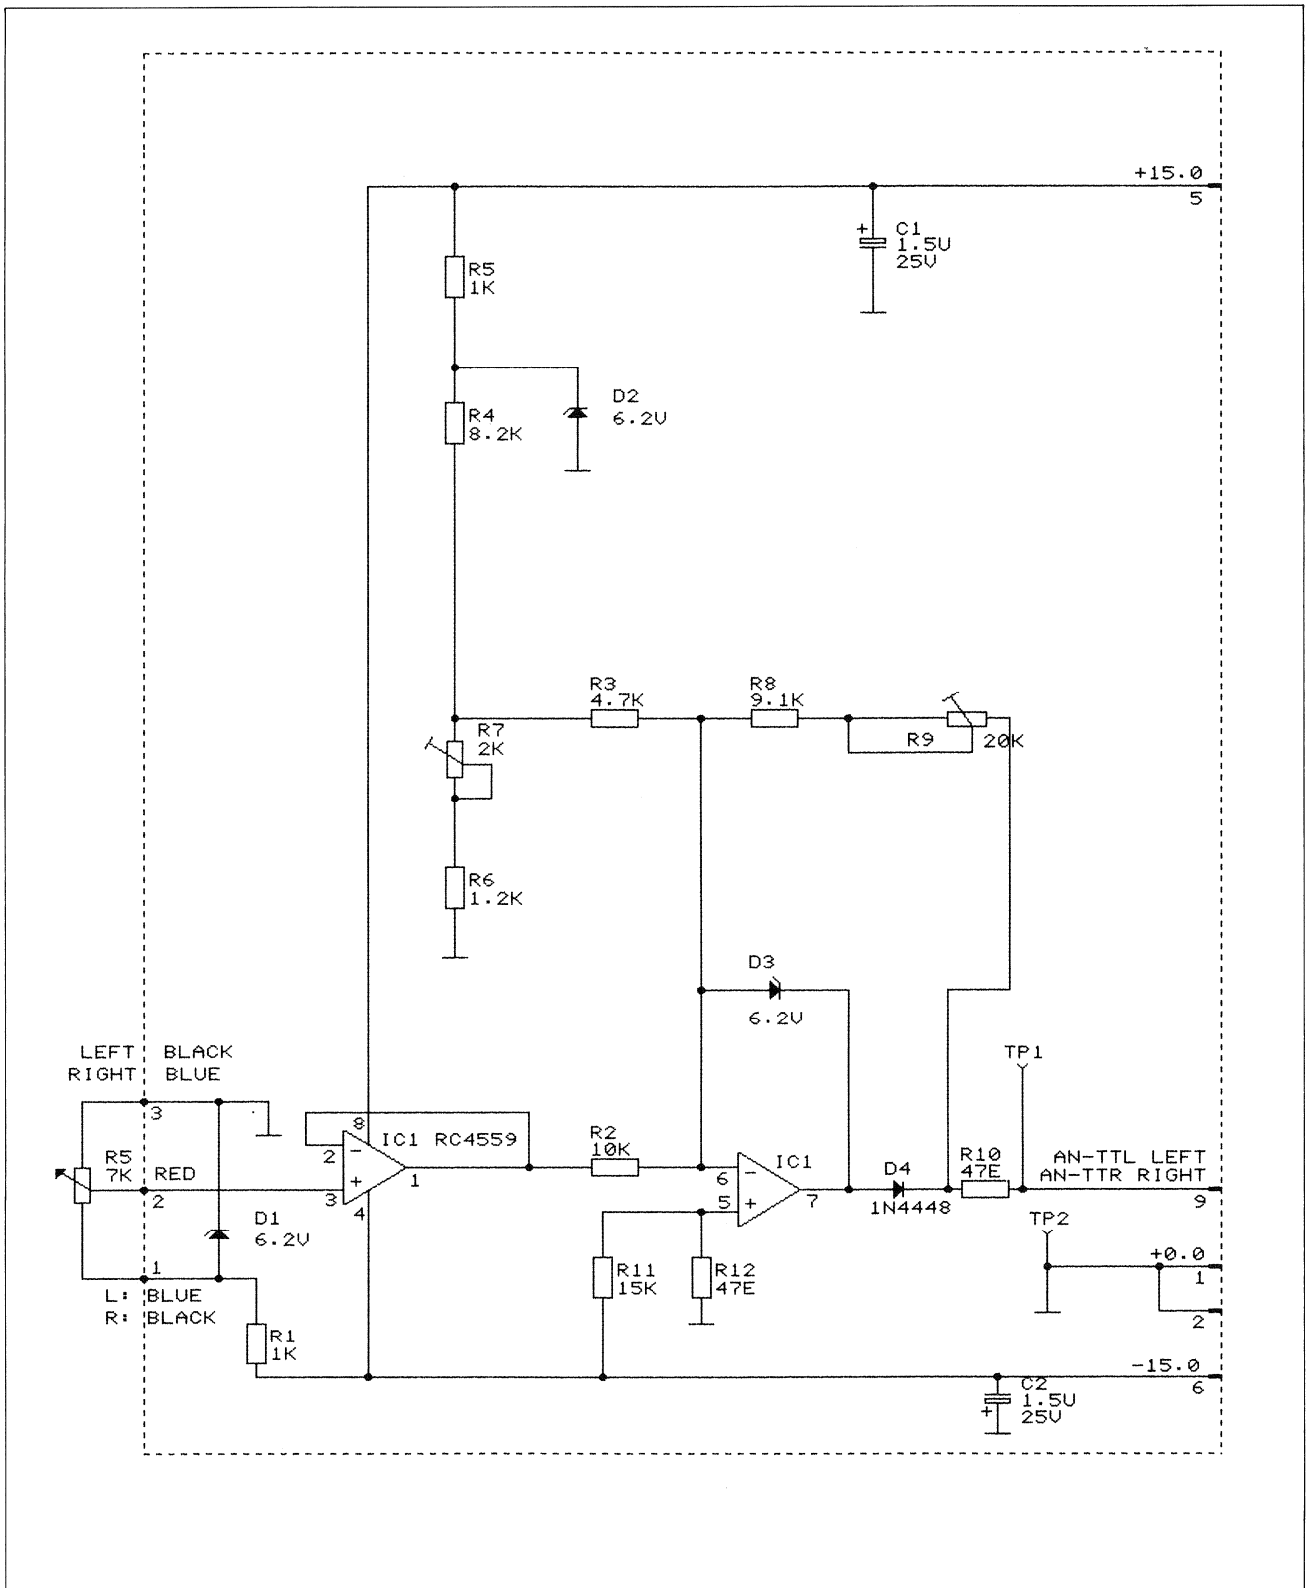 +15.0
5
+
C1
1.5U
25V
R5
1K
D2
6.2V
R4
8.2K
R3
4.7K
R8
9.1K
R7
2K
R9
20K
R6
1.2K
D3
6.2V
LEFT BLACK
RIGHT BLUE
TP1
3
8
IC1 RC4559
2
-
R2
10K
IC1
R10
47E
AN-TTL LEFT
AN-TTR RIGHT
R5
7K
RED
1
6
-
D4
+
3
2
5
+
7
1N4448
9
4
D1
6.2V
TP2
+0.0
1
1
R11
15K
R12
47E
L: BLUE
R: BLACK
2
R1
1K
-15.0
6
C2
1.5U
25V
+